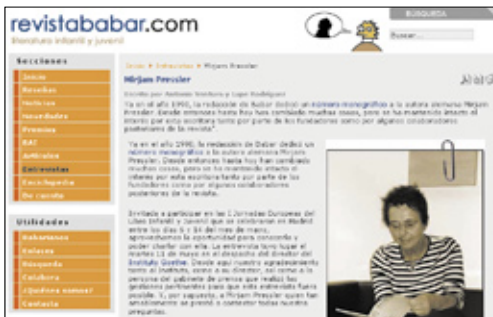 revistababar.com
literatura infantil y juvenil
BUSQUEDA
Buscar...
Secciones
Inicio
Reseñas
Noticias
Novedades
Premios
BAC
Artículos
Entrevistas
Enciclopedia
De cuento
Utilidades
Babarianos
Enlaces
Búsqueda
Colabora
¿Quiénes somos?
Contacta
Inicio ▸ Entrevistas ▸ Mirjam Pressler
Mirjam Pressler
Escrito por Antonio Ventura y Lupe Rodríguez
Ya en el año 1990, la redacción de Babar dedicó un número monográfico a la autora alemana Mirjam
Pressler. Desde entonces hasta hoy han cambiado muchas cosas, pero se ha mantenido intacto el
interés por esta escritora tanto por parte de los fundadores como por algunos colaboradores
posteriores de la revista".
Ya en el año 1990, la redacción de Babar dedicó un
número monográfico a la autora alemana Mirjam
Pressler. Desde entonces hasta hoy han cambiado
muchas cosas, pero se ha mantenido intacto el
interés por esta escritora tanto por parte de los
fundadores como por algunos colaboradores
posteriores de la revista.
Invitada a participar en las I Jornadas Europeas del
Libro Infantil y Juvenil que se celebraron en Madrid
entre los días 6 y 14 del mes de mayo,
aprovechamos la oportunidad para conocerla y
poder charlar con ella. La entrevista tuvo lugar el
martes 11 de mayo en el despacho del director del
Instituto Goethe. Desde aquí nuestro agradecimiento
tanto al Instituto, como a su director, así como a la
persona del gabinete de prensa que realizó las
gestiones pertinentes para que esta entrevista fuera
posible. Y, por supuesto, a Mirjam Pressler quien tan
amablemente se prestó a contestar todas nuestras
preguntas.